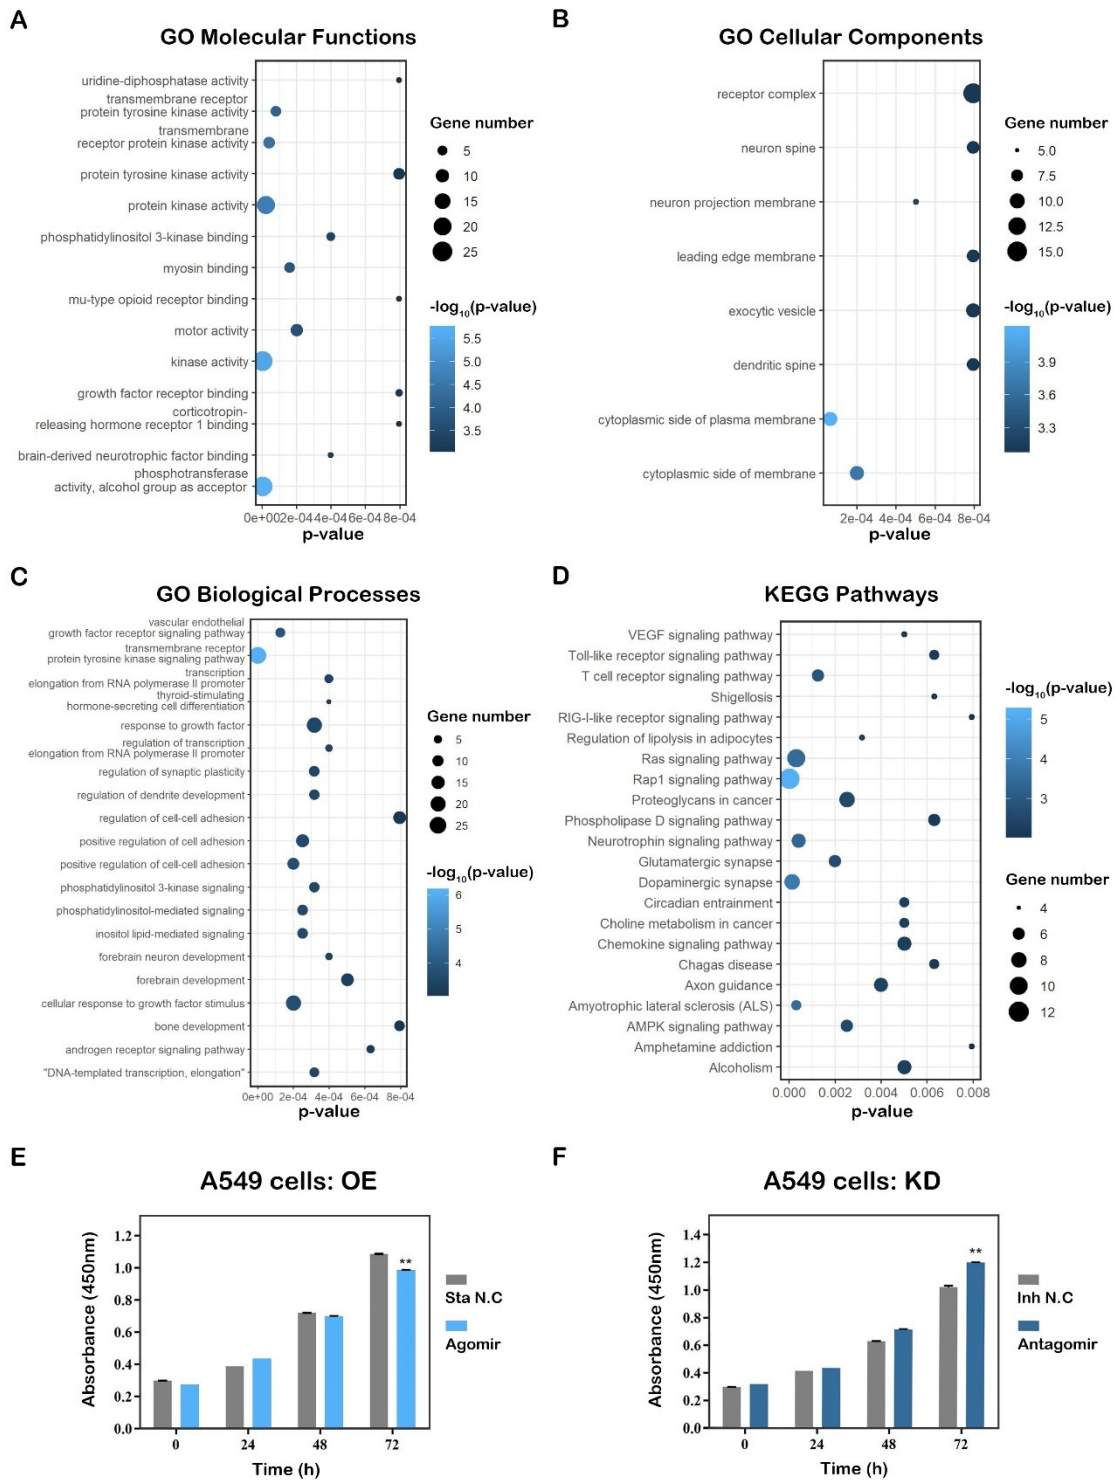 A
GO Molecular Functions
uridine-diphosphatase activity
transmembrane receptor
protein tyrosine kinase activity
transmembrane
receptor protein kinase activity
protein tyrosine kinase activity
protein kinase activity
phosphatidylinositol 3-kinase binding
myosin binding
mu-type opioid receptor binding
motor activity
kinase activity
growth factor receptor binding
corticotropin-
releasing hormone receptor 1 binding
brain-derived neurotrophic factor binding
phosphotransferase
activity, alcohol group as acceptor
0e+00 2e-04 4e-04 6e-04 8e-04
p-value
Gene number
5
10
15
20
25
-log10(p-value)
5.5
5.0
4.5
4.0
3.5
B
GO Cellular Components
receptor complex
neuron spine
neuron projection membrane
leading edge membrane
exocytic vesicle
dendritic spine
cytoplasmic side of plasma membrane
cytoplasmic side of membrane
2e-04 4e-04 6e-04 8e-04
p-value
Gene number
5.0
7.5
10.0
12.5
15.0
-log10(p-value)
3.9
3.6
3.3
C
GO Biological Processes
vascular endothelial
growth factor receptor signaling pathway
transmembrane receptor
protein tyrosine kinase signaling pathway
transcription
elongation from RNA polymerase II promoter
thyroid-stimulating
hormone-secreting cell differentiation
response to growth factor
regulation of transcription
elongation from RNA polymerase II promoter
regulation of synaptic plasticity
regulation of dendrite development
regulation of cell-cell adhesion
positive regulation of cell adhesion
positive regulation of cell-cell adhesion
phosphatidylinositol 3-kinase signaling
phosphatidylinositol-mediated signaling
inositol lipid-mediated signaling
forebrain neuron development
forebrain development
cellular response to growth factor stimulus
bone development
androgen receptor signaling pathway
"DNA-templated transcription, elongation"
0e+00 2e-04 4e-04 6e-04 8e-04
p-value
Gene number
5
10
15
20
25
-log10(p-value)
6
5
4
D
KEGG Pathways
VEGF signaling pathway
Toll-like receptor signaling pathway
T cell receptor signaling pathway
Shigellosis
RIG-I-like receptor signaling pathway
Regulation of lipolysis in adipocytes
Ras signaling pathway
Rap1 signaling pathway
Proteoglycans in cancer
Phospholipase D signaling pathway
Neurotrophin signaling pathway
Glutamatergic synapse
Dopaminergic synapse
Circadian entrainment
Choline metabolism in cancer
Chemokine signaling pathway
Chagas disease
Axon guidance
Amyotrophic lateral sclerosis (ALS)
AMPK signaling pathway
Amphetamine addiction
Alcoholism
0.000 0.002 0.004 0.006 0.008
p-value
-log10(p-value)
5
4
3
Gene number
4
6
8
10
12
E
A549 cells: OE
Absorbance (450nm)
1.2
1.0
0.8
0.6
0.4
0.2
0.0
**
0 24 48 72
Time (h)
Sta N.C
Agomir
F
A549 cells: KD
Absorbance (450nm)
1.4
1.2
1.0
0.8
0.6
0.4
0.2
0.0
**
0 24 48 72
Time (h)
Inh N.C
Antagomir